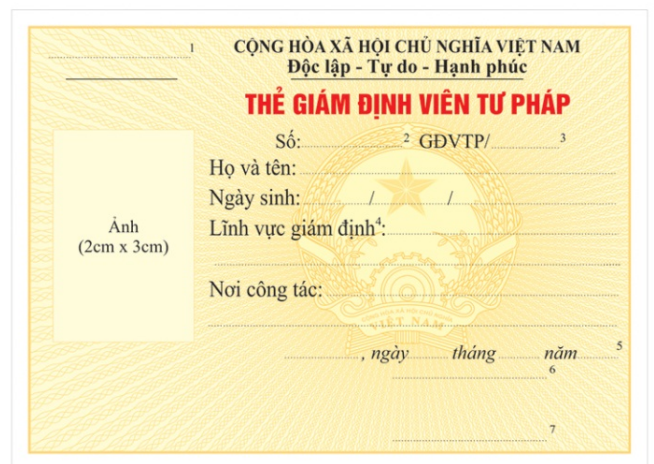 1
CỘNG HÒA XÃ HỘI CHỦ NGHĨA VIỆT NAM
Độc lập - Tự do - Hạnh phúc
THẺ GIÁM ĐỊNH VIÊN TƯ PHÁP
Số: 2 GĐVTP/ 3
Họ và tên:
Ngày sinh: / /
Ảnh
(2cm x 3cm)
Lĩnh vực giám định4:
Nơi công tác:
VIỆT NAM
, ngày tháng năm 5
6
7